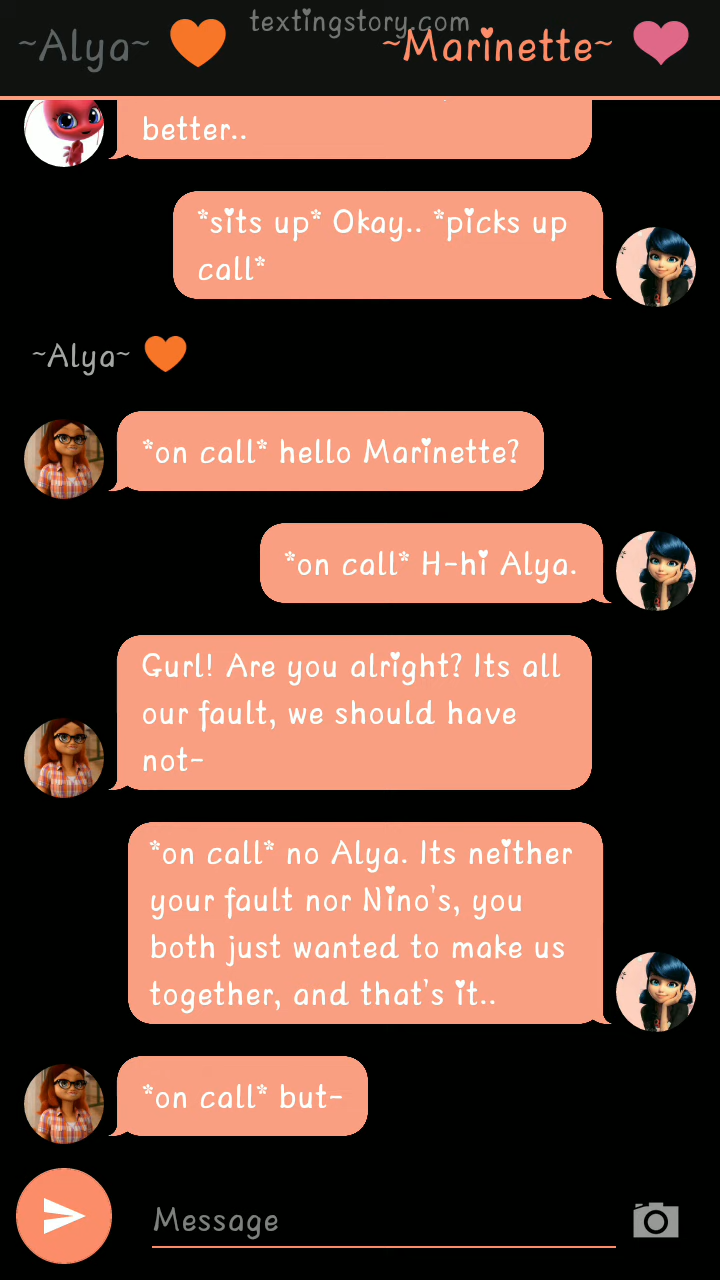 textingstory.com
~Alya~ 🧡
~Marinette~ 🩷
better..
*sits up* Okay.. *picks up
call*
~Alya~ 🧡
*on call* hello Marinette?
*on call* H-hi Alya.
Gurl! Are you alright? Its all
our fault, we should have
not-
*on call* no Alya. Its neither
your fault nor Nino's, you
both just wanted to make us
together, and that's it..
*on call* but-
Message